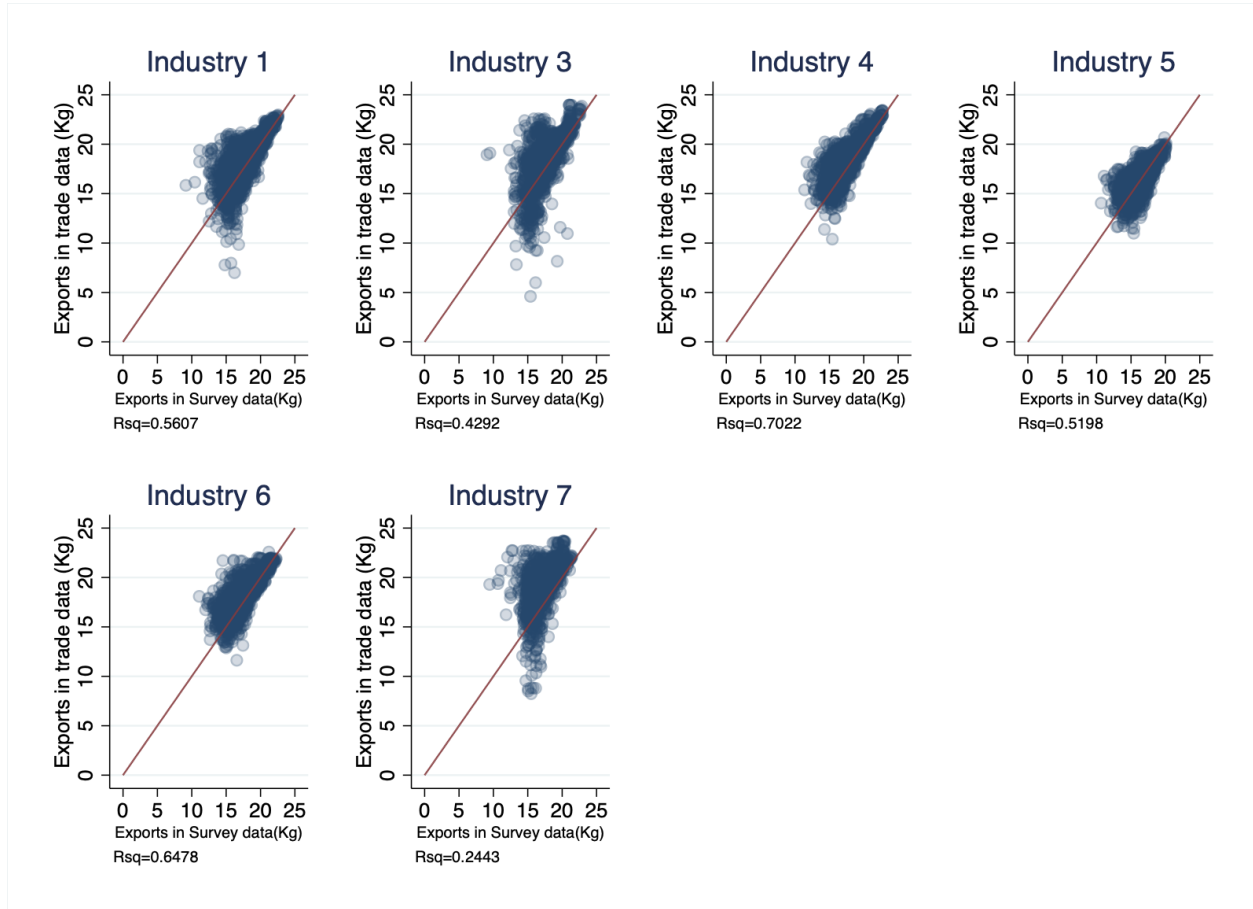 Industry 1
Exports in trade data (Kg)
25
20
15
10
5
0
0 5 10 15 20 25
Exports in Survey data(Kg)
Rsq=0.5607
Industry 3
Exports in trade data (Kg)
25
20
15
10
5
0
0 5 10 15 20 25
Exports in Survey data(Kg)
Rsq=0.4292
Industry 4
Exports in trade data (Kg)
25
20
15
10
5
0
0 5 10 15 20 25
Exports in Survey data(Kg)
Rsq=0.7022
Industry 5
Exports in trade data (Kg)
25
20
15
10
5
0
0 5 10 15 20 25
Exports in Survey data(Kg)
Rsq=0.5198
Industry 6
Exports in trade data (Kg)
25
20
15
10
5
0
0 5 10 15 20 25
Exports in Survey data(Kg)
Rsq=0.6478
Industry 7
Exports in trade data (Kg)
25
20
15
10
5
0
0 5 10 15 20 25
Exports in Survey data(Kg)
Rsq=0.2443